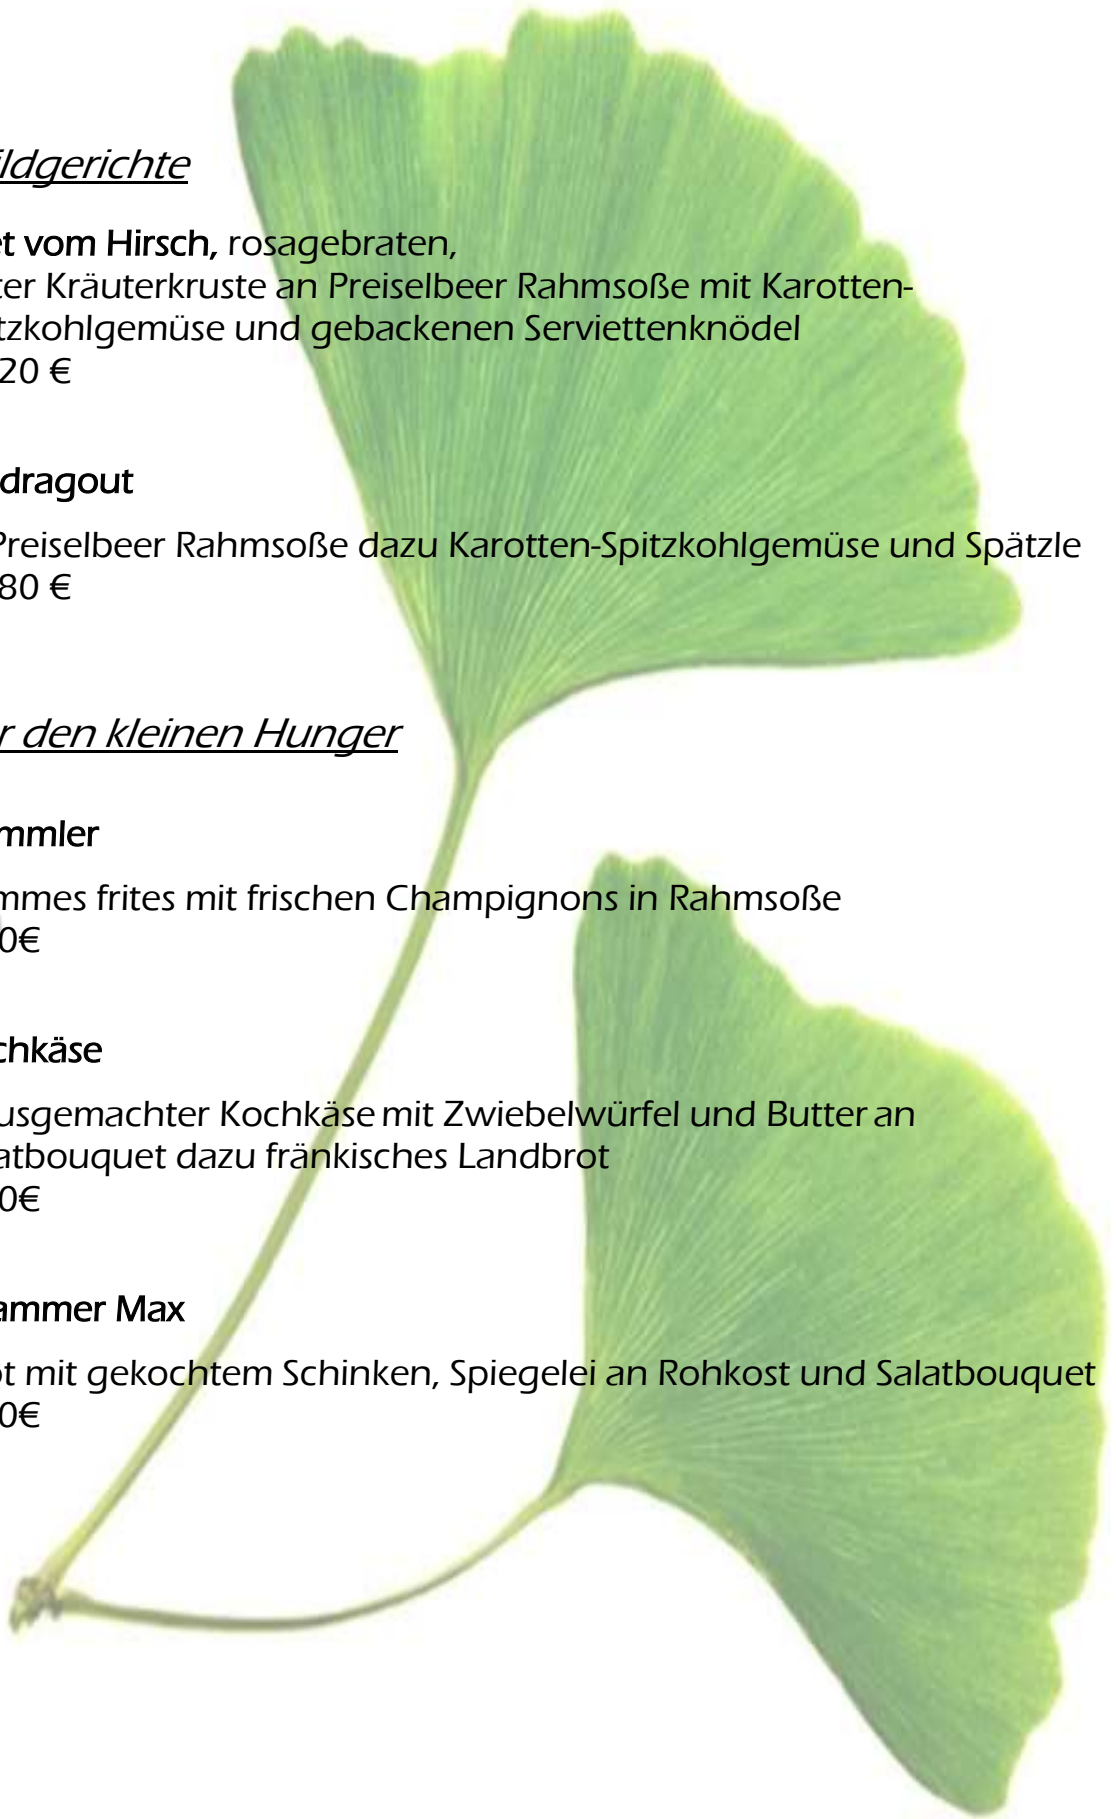 ildgerichte
et vom Hirsch, rosagebraten,
ter Kräuterkruste an Preiselbeer Rahmsoße mit Karotten-
tzkohlgemüse und gebackenen Serviettenknödel
20 €
dragout
Preiselbeer Rahmsoße dazu Karotten-Spitzkohlgemüse und Spätzle
80 €
r den kleinen Hunger
mmler
mmes frites mit frischen Champignons in Rahmsoße
0€
chkäse
usgemachter Kochkäse mit Zwiebelwürfel und Butter an
atbouquet dazu fränkisches Landbrot
0€
ammer Max
ot mit gekochtem Schinken, Spiegelei an Rohkost und Salatbouquet
0€